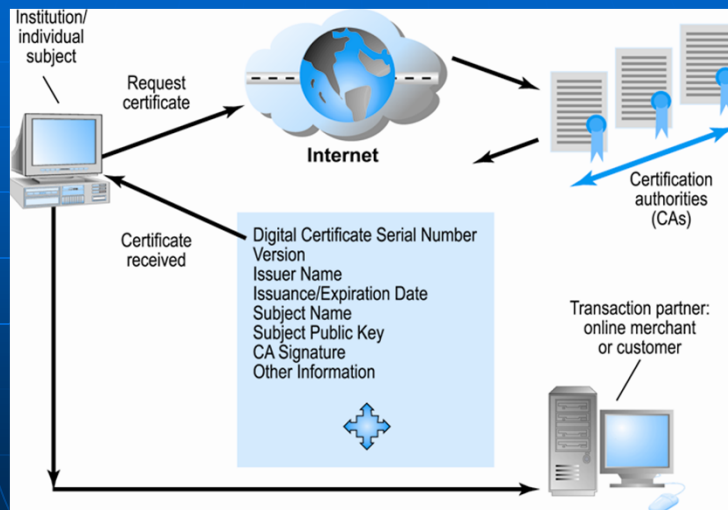 Institution/
individual
subject
Request
certificate
Internet
Certification
authorities
(CAs)
Certificate
received
Digital Certificate Serial Number
Version
Issuer Name
Issuance/Expiration Date
Subject Name
Subject Public Key
CA Signature
Other Information
Transaction partner:
online merchant
or customer